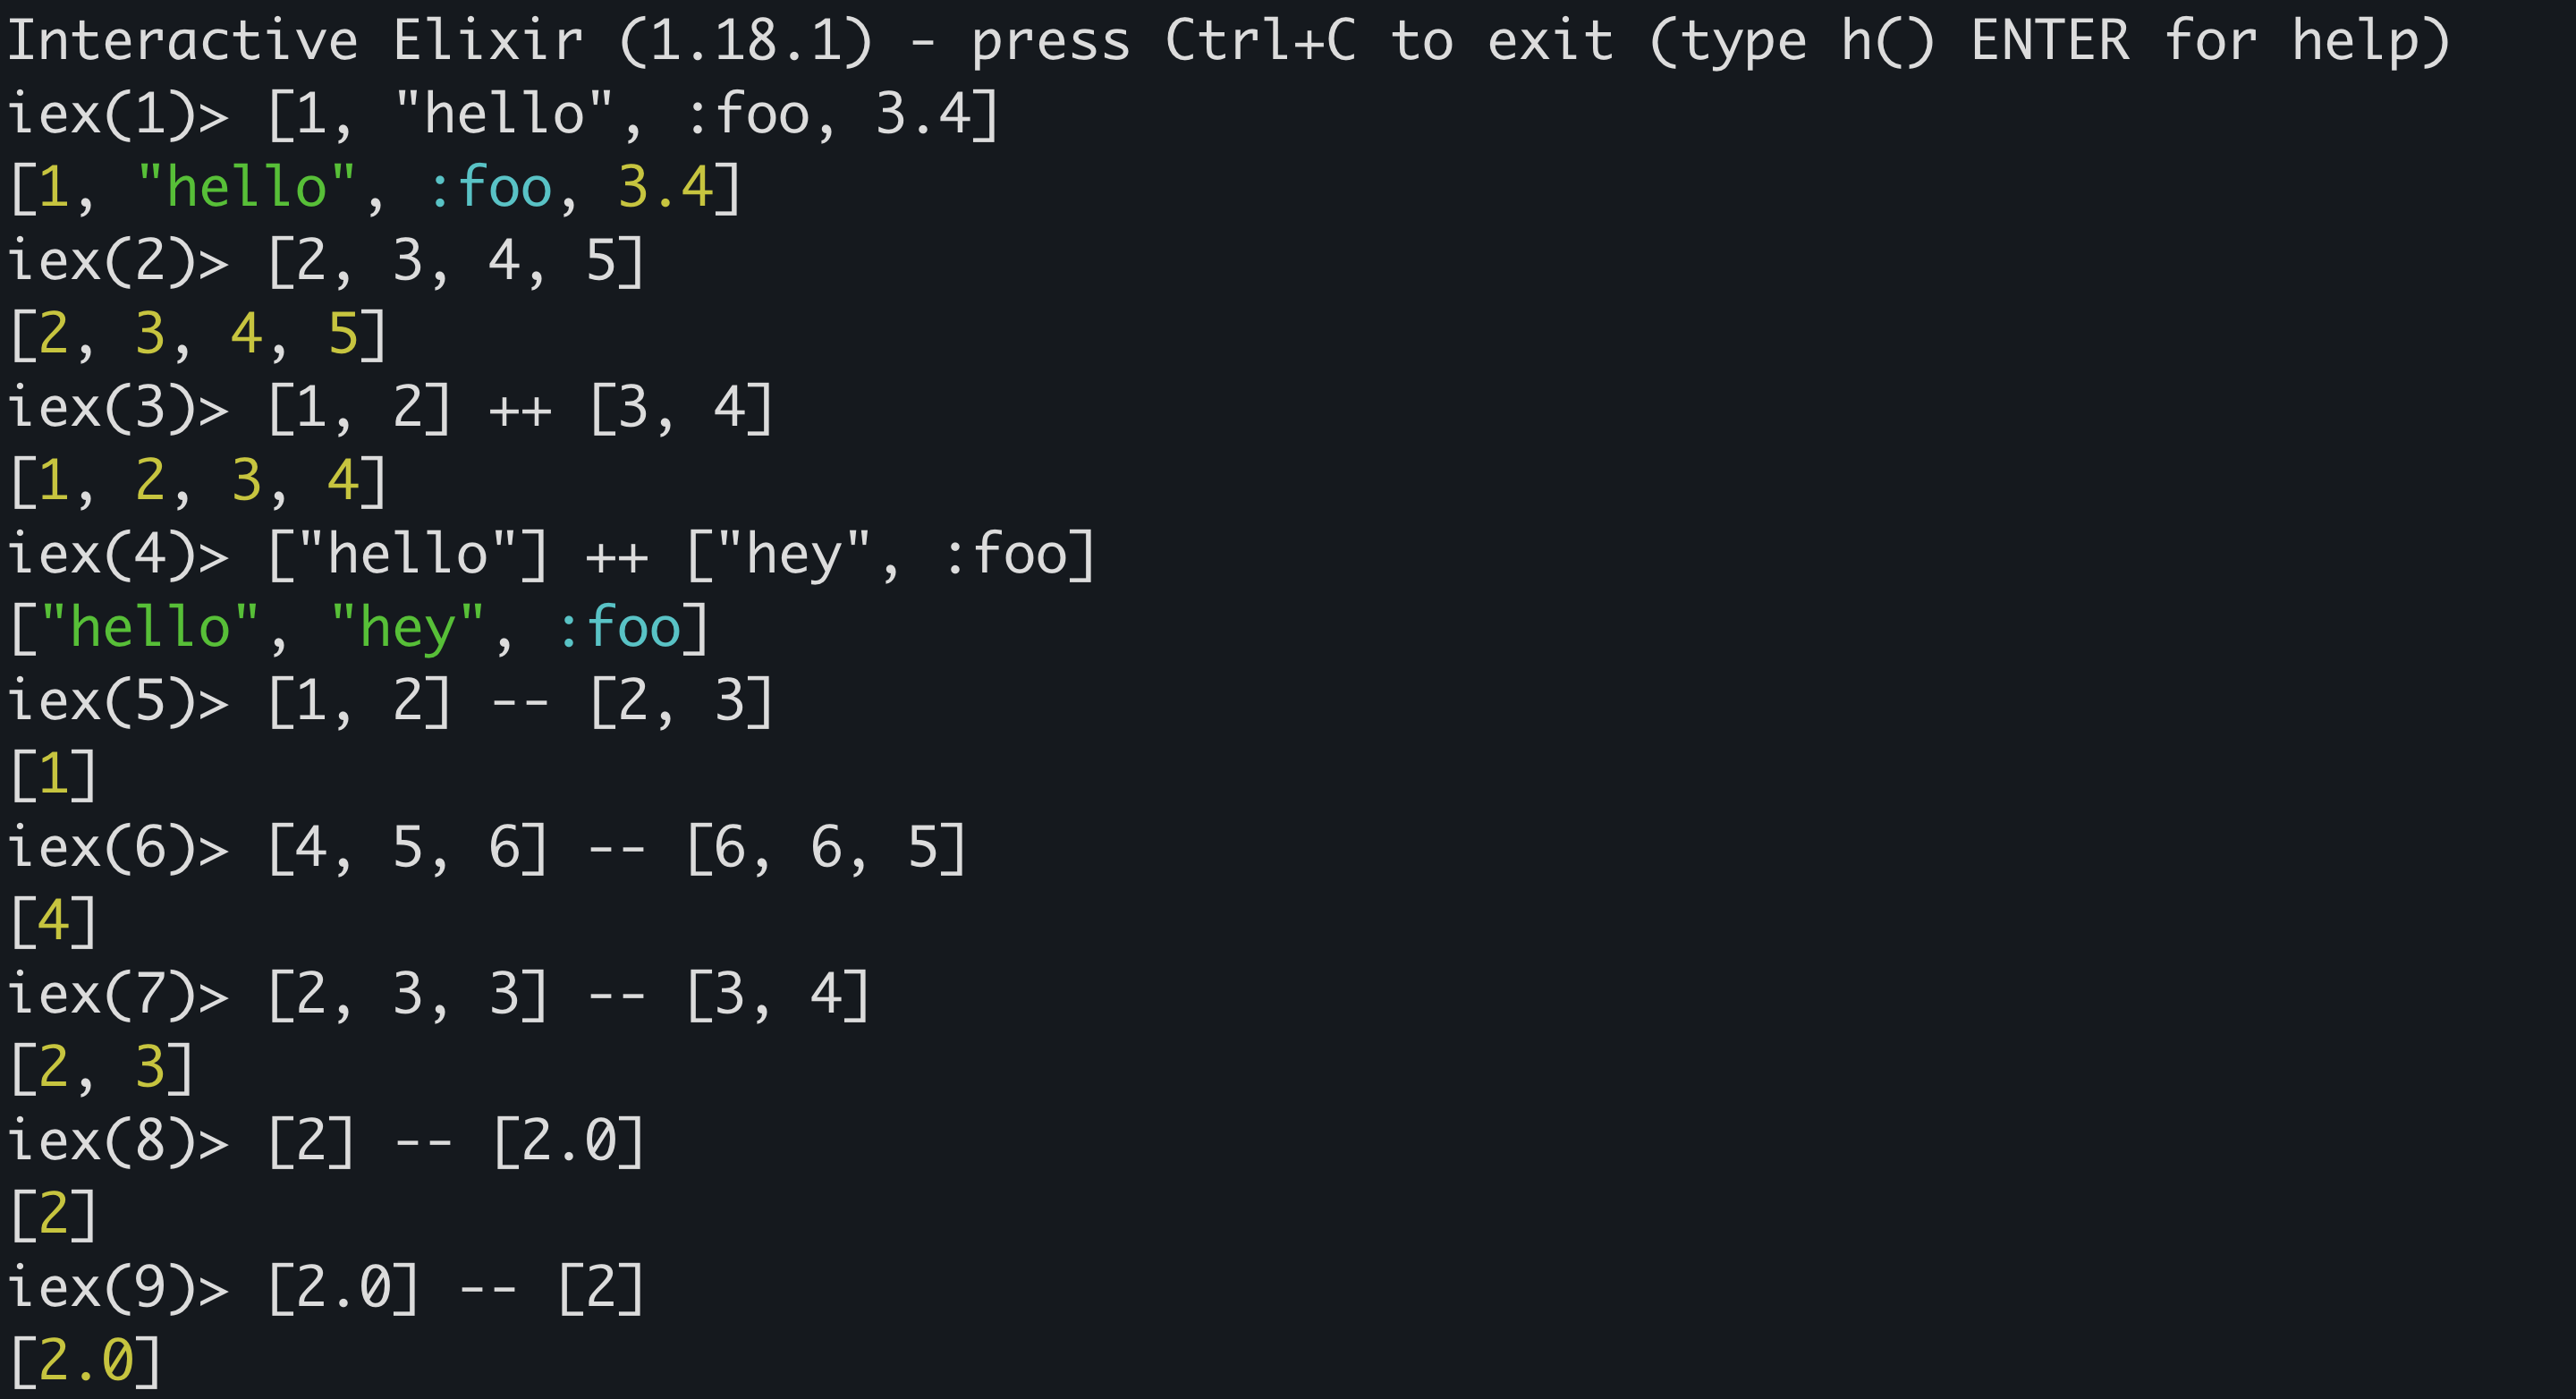 Interactive Elixir (1.18.1) - press Ctrl+C to exit (type h() ENTER for help)
iex(1)> [1, "hello", :foo, 3.4]
[1, "hello", :foo, 3.4]
iex(2)> [2, 3, 4, 5]
[2, 3, 4, 5]
iex(3)> [1, 2] ++ [3, 4]
[1, 2, 3, 4]
iex(4)> ["hello"] ++ ["hey", :foo]
["hello", "hey", :foo]
iex(5)> [1, 2] -- [2, 3]
[1]
iex(6)> [4, 5, 6] -- [6, 6, 5]
[4]
iex(7)> [2, 3, 3] -- [3, 4]
[2, 3]
iex(8)> [2] -- [2.0]
[2]
iex(9)> [2.0] -- [2]
[2.0]